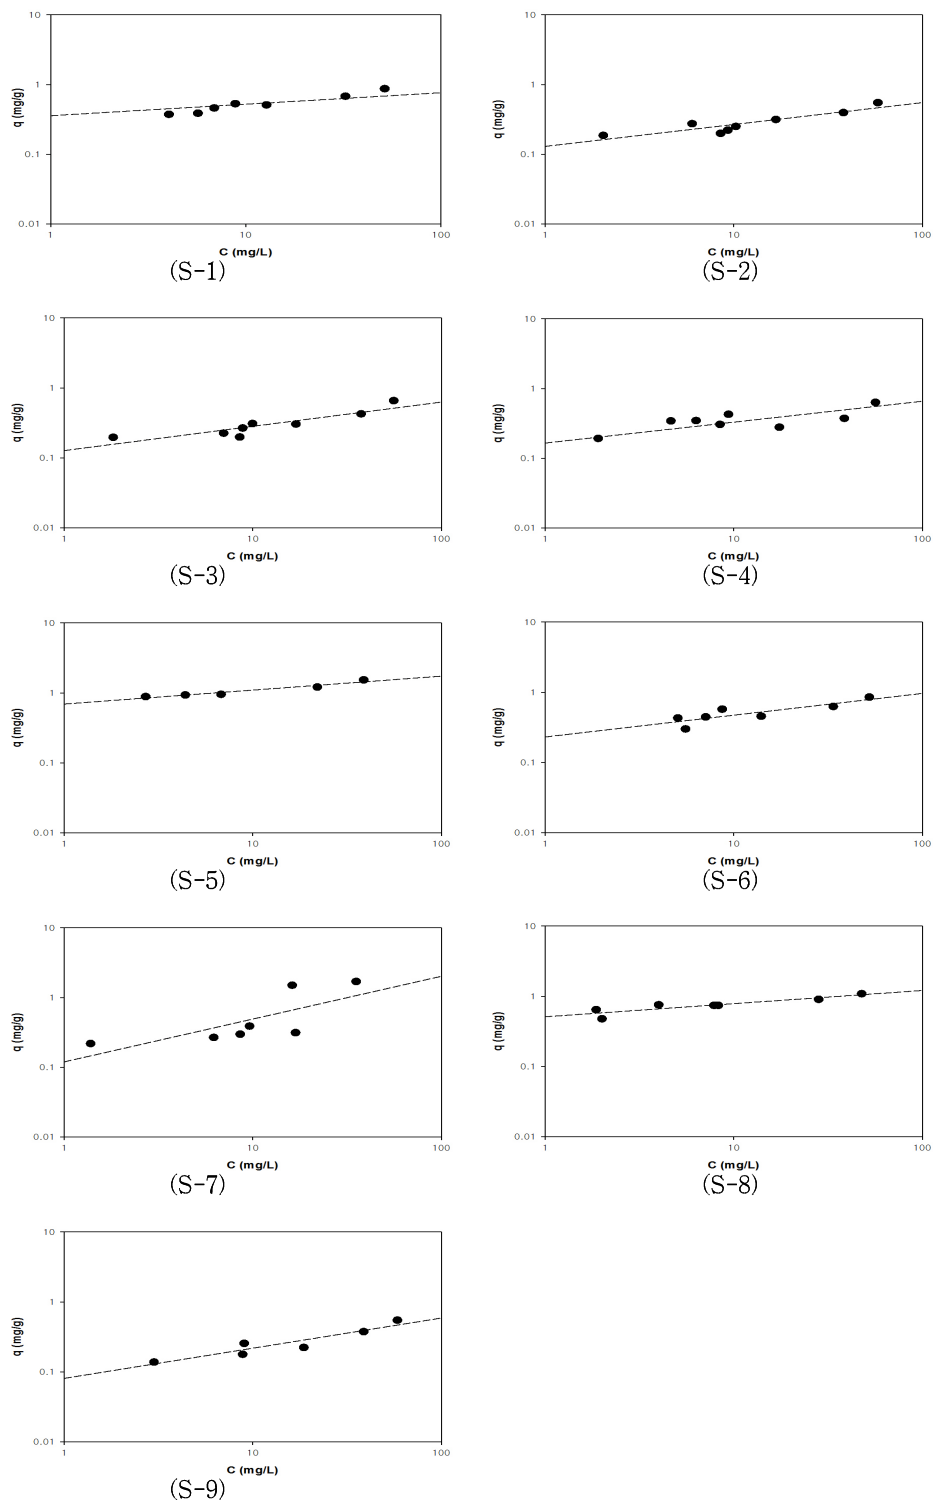 10
1
0.1
0.01
q (mg/g)
1 10 100
C (mg/L)
(S-1)
10
1
0.1
0.01
q (mg/g)
1 10 100
C (mg/L)
(S-2)
10
1
0.1
0.01
q (mg/g)
1 10 100
C (mg/L)
(S-3)
10
1
0.1
0.01
q (mg/g)
1 10 100
C (mg/L)
(S-4)
10
1
0.1
0.01
q (mg/g)
1 10 100
C (mg/L)
(S-5)
10
1
0.1
0.01
q (mg/g)
1 10 100
C (mg/L)
(S-6)
10
1
0.1
0.01
q (mg/g)
1 10 100
C (mg/L)
(S-7)
10
1
0.1
0.01
q (mg/g)
1 10 100
C (mg/L)
(S-8)
10
1
0.1
0.01
q (mg/g)
1 10 100
C (mg/L)
(S-9)